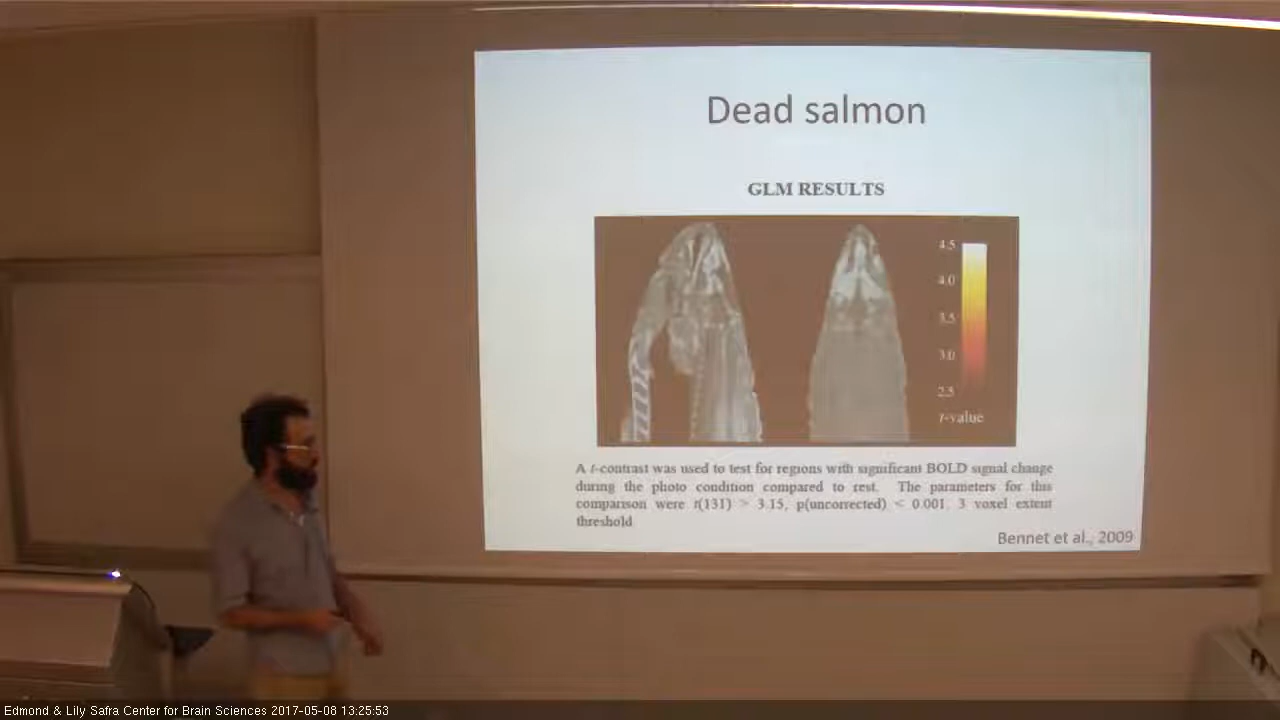 Dead salmon
GLM RESULTS
4.5
4.0
3.5
3.0
2.5
t-value
A t-contrast was used to test for regions with significant BOLD signal change
during the photo condition compared to rest. The parameters for this
comparison were t(131) > 3.15, p(uncorrected) < 0.001, 3 voxel extent
threshold
Bennet et al., 2009
Edmond & Lily Safra Center for Brain Sciences 2017-05-08 13:25:53